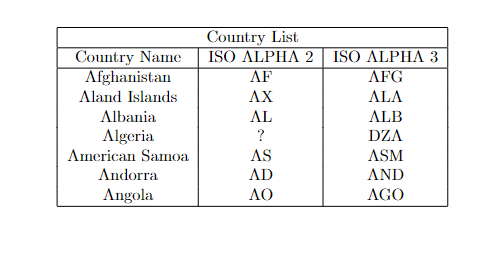 Country List
Country Name ISO ALPHA 2 ISO ALPHA 3
Afghanistan AF AFG
Aland Islands AX ALA
Albania AL ALB
Algeria ? DZA
American Samoa AS ASM
Andorra AD AND
Angola AO AGO